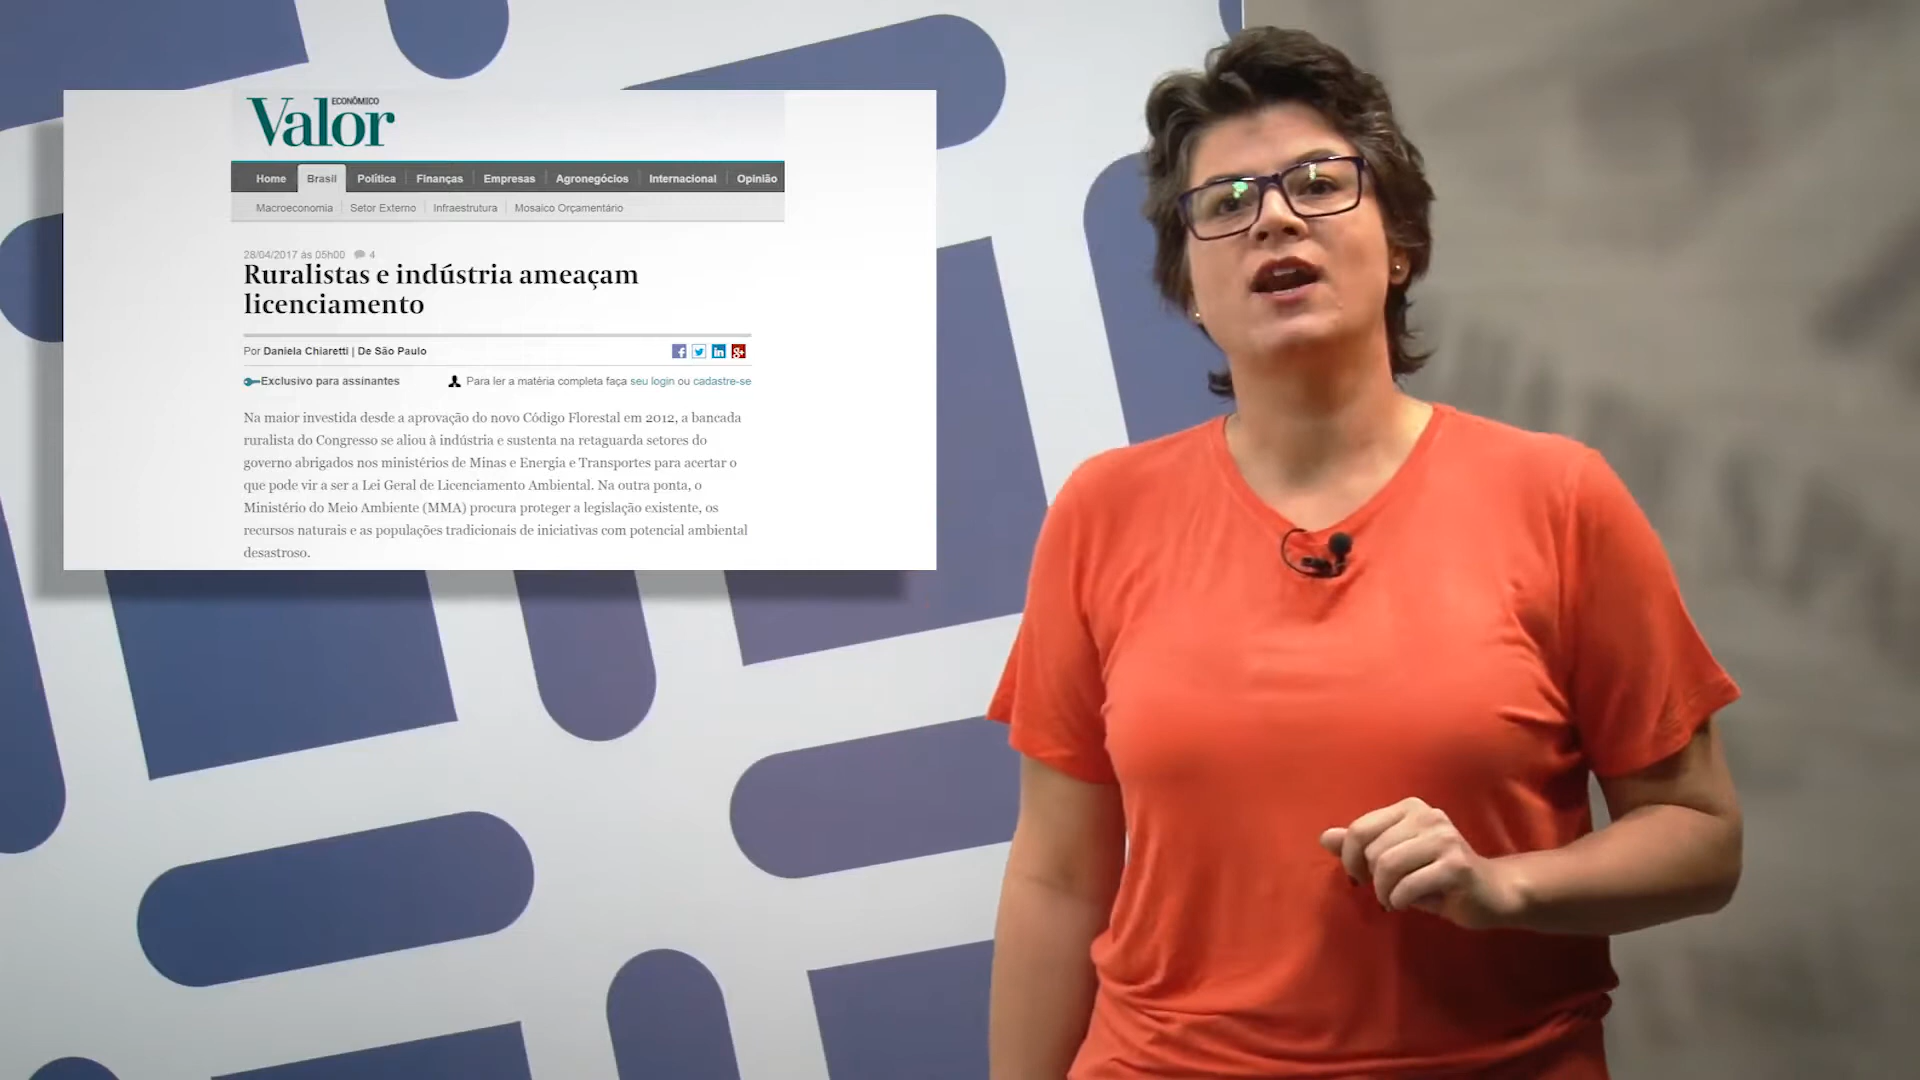 Valor ECONÔMICO
Home Brasil Política Finanças Empresas Agronegócios Internacional Opinião
Macroeconomia Setor Externo Infraestrutura Mosaico Orçamentário
28/04/2017 às 05h00 4
Ruralistas e indústria ameaçam
licenciamento
Por Daniela Chiaretti | De São Paulo
Exclusivo para assinantes Para ler a matéria completa faça seu login ou cadastre-se
Na maior investida desde a aprovação do novo Código Florestal em 2012, a bancada
ruralista do Congresso se aliou à indústria e sustenta na retaguarda setores do
governo abrigados nos ministérios de Minas e Energia e Transportes para acertar o
que pode vir a ser a Lei Geral de Licenciamento Ambiental. Na outra ponta, o
Ministério do Meio Ambiente (MMA) procura proteger a legislação existente, os
recursos naturais e as populações tradicionais de iniciativas com potencial ambiental
desastroso.